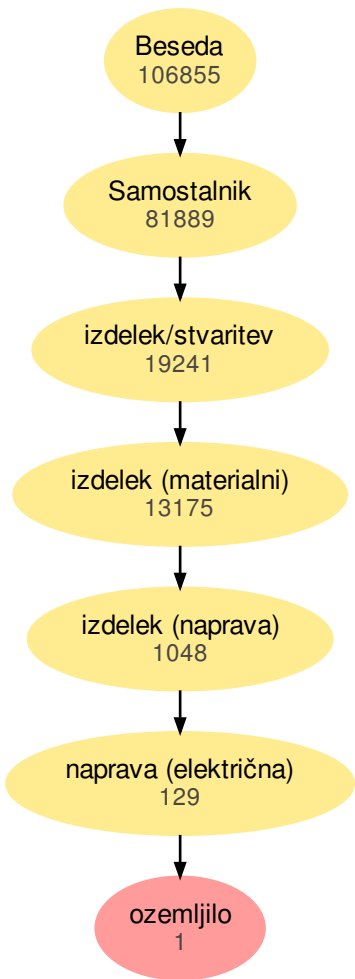 Beseda
106855
Samostalnik
81889
izdelek/stvaritev
19241
izdelek (materialni)
13175
izdelek (naprava)
1048
naprava (električna)
129
ozemljilo
1